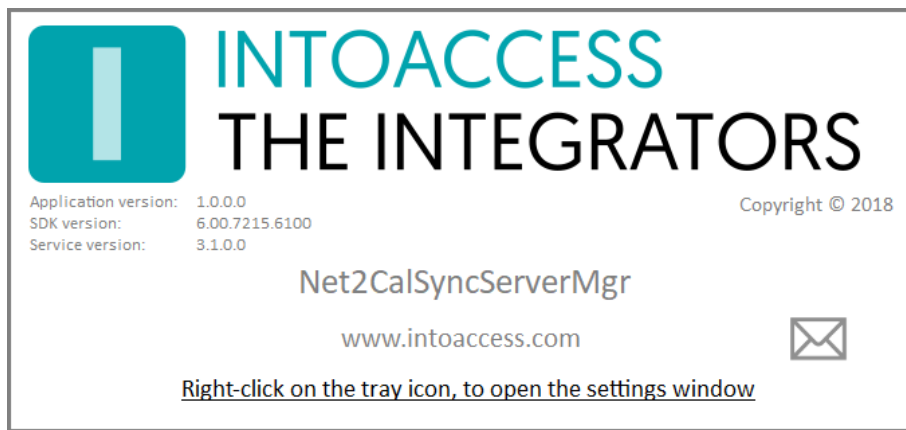 INTOACCESS
THE INTEGRATORS
Application version: 1.0.0.0
Copyright © 2018
SDK version: 6.00.7215.6100
Service version: 3.1.0.0
Net2CalSyncServerMgr
www.intoaccess.com
Right-click on the tray icon, to open the settings window